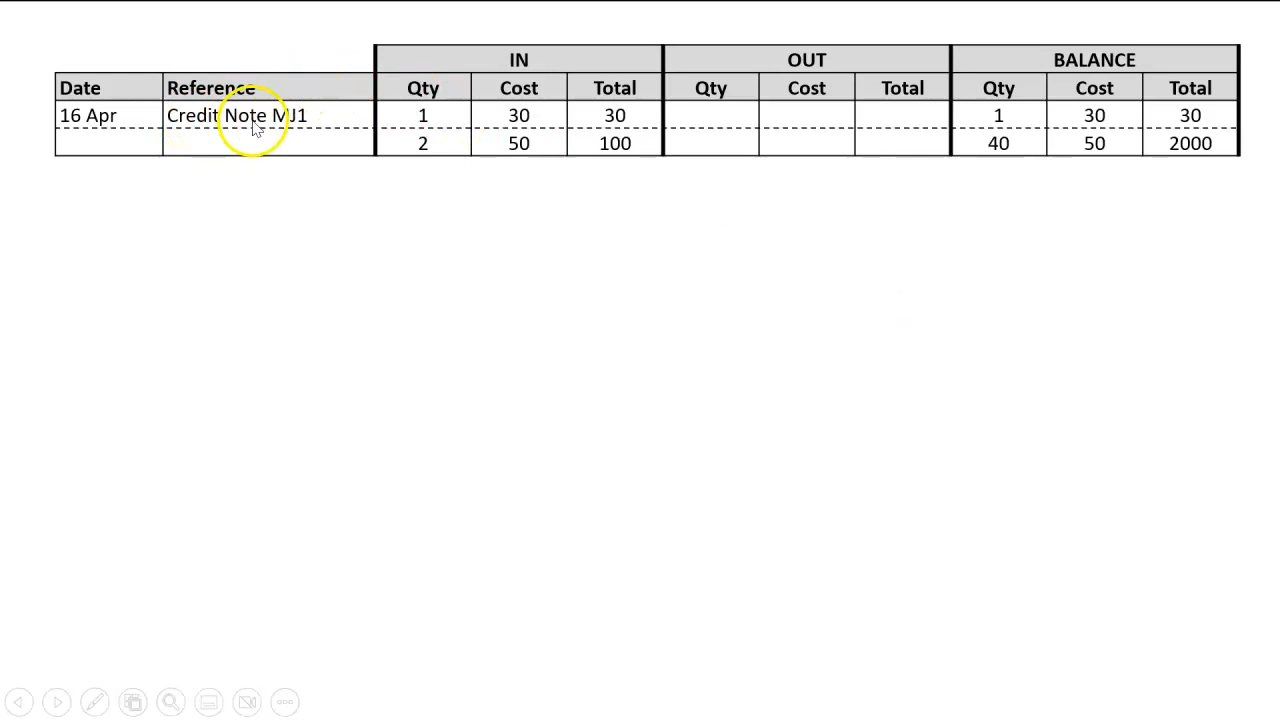 IN OUT BALANCE
Date Reference Qty Cost Total Qty Cost Total Qty Cost Total
16 Apr Credit Note MJ1 1 30 30 1 30 30
2 50 100 40 50 2000